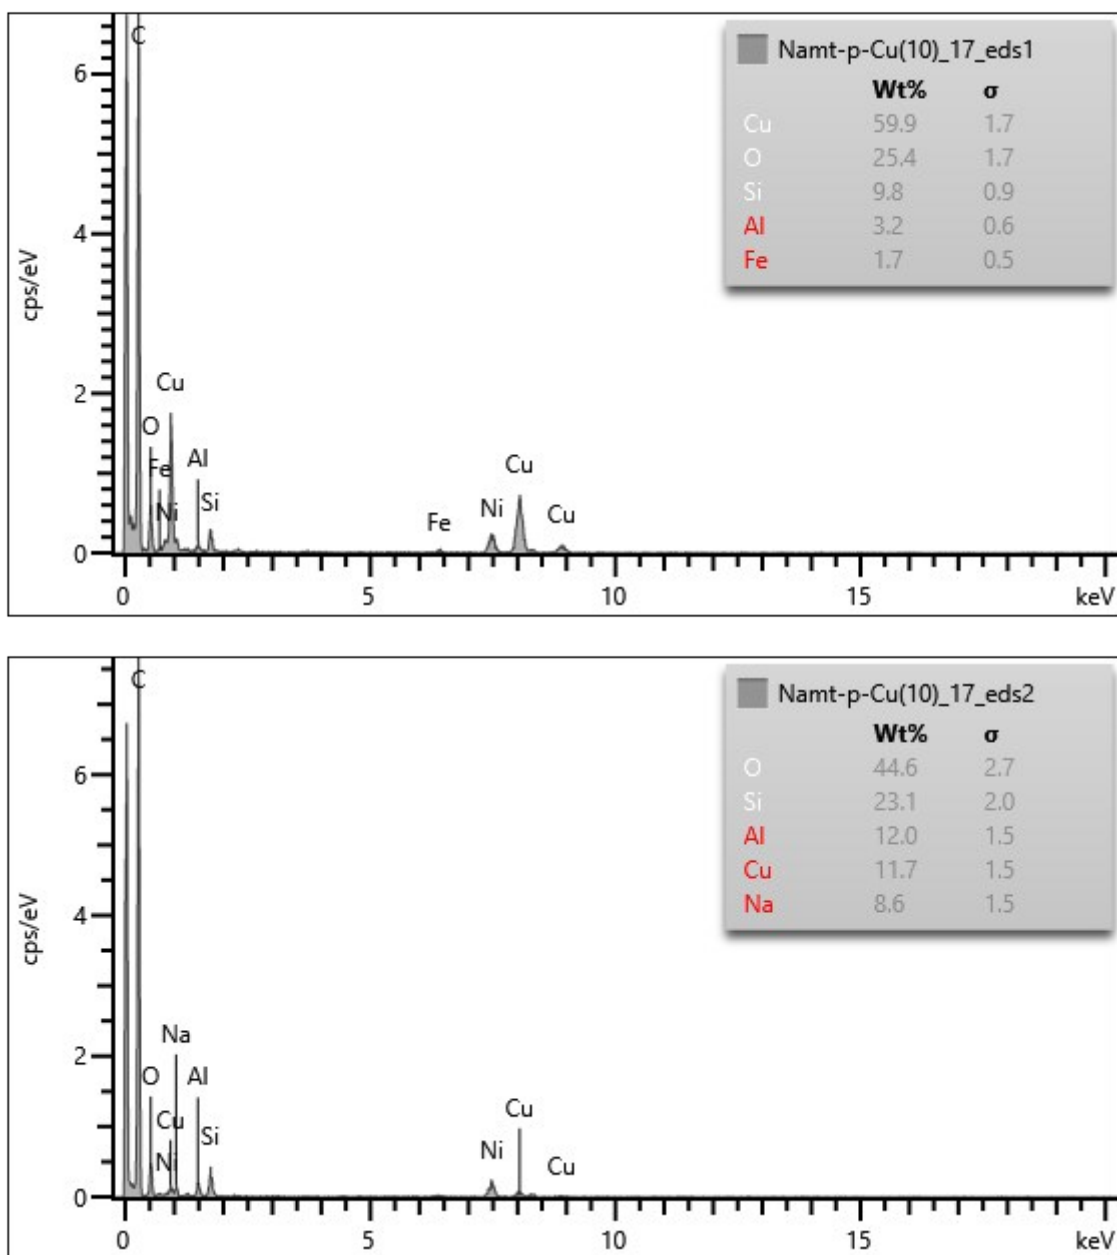 C
6
4
2
0
cps/eV
Cu
O
Fe
Ni
Al
Si
Fe
Ni
Cu
Cu
0 5 10 15 keV
Namt-p-Cu(10)_17_eds1
Wt% σ
Cu 59.9 1.7
O 25.4 1.7
Si 9.8 0.9
Al 3.2 0.6
Fe 1.7 0.5
C
6
4
2
0
cps/eV
Na
O
Al
Cu
Ni
Si
Ni
Cu
Cu
0 5 10 15 keV
Namt-p-Cu(10)_17_eds2
Wt% σ
O 44.6 2.7
Si 23.1 2.0
Al 12.0 1.5
Cu 11.7 1.5
Na 8.6 1.5